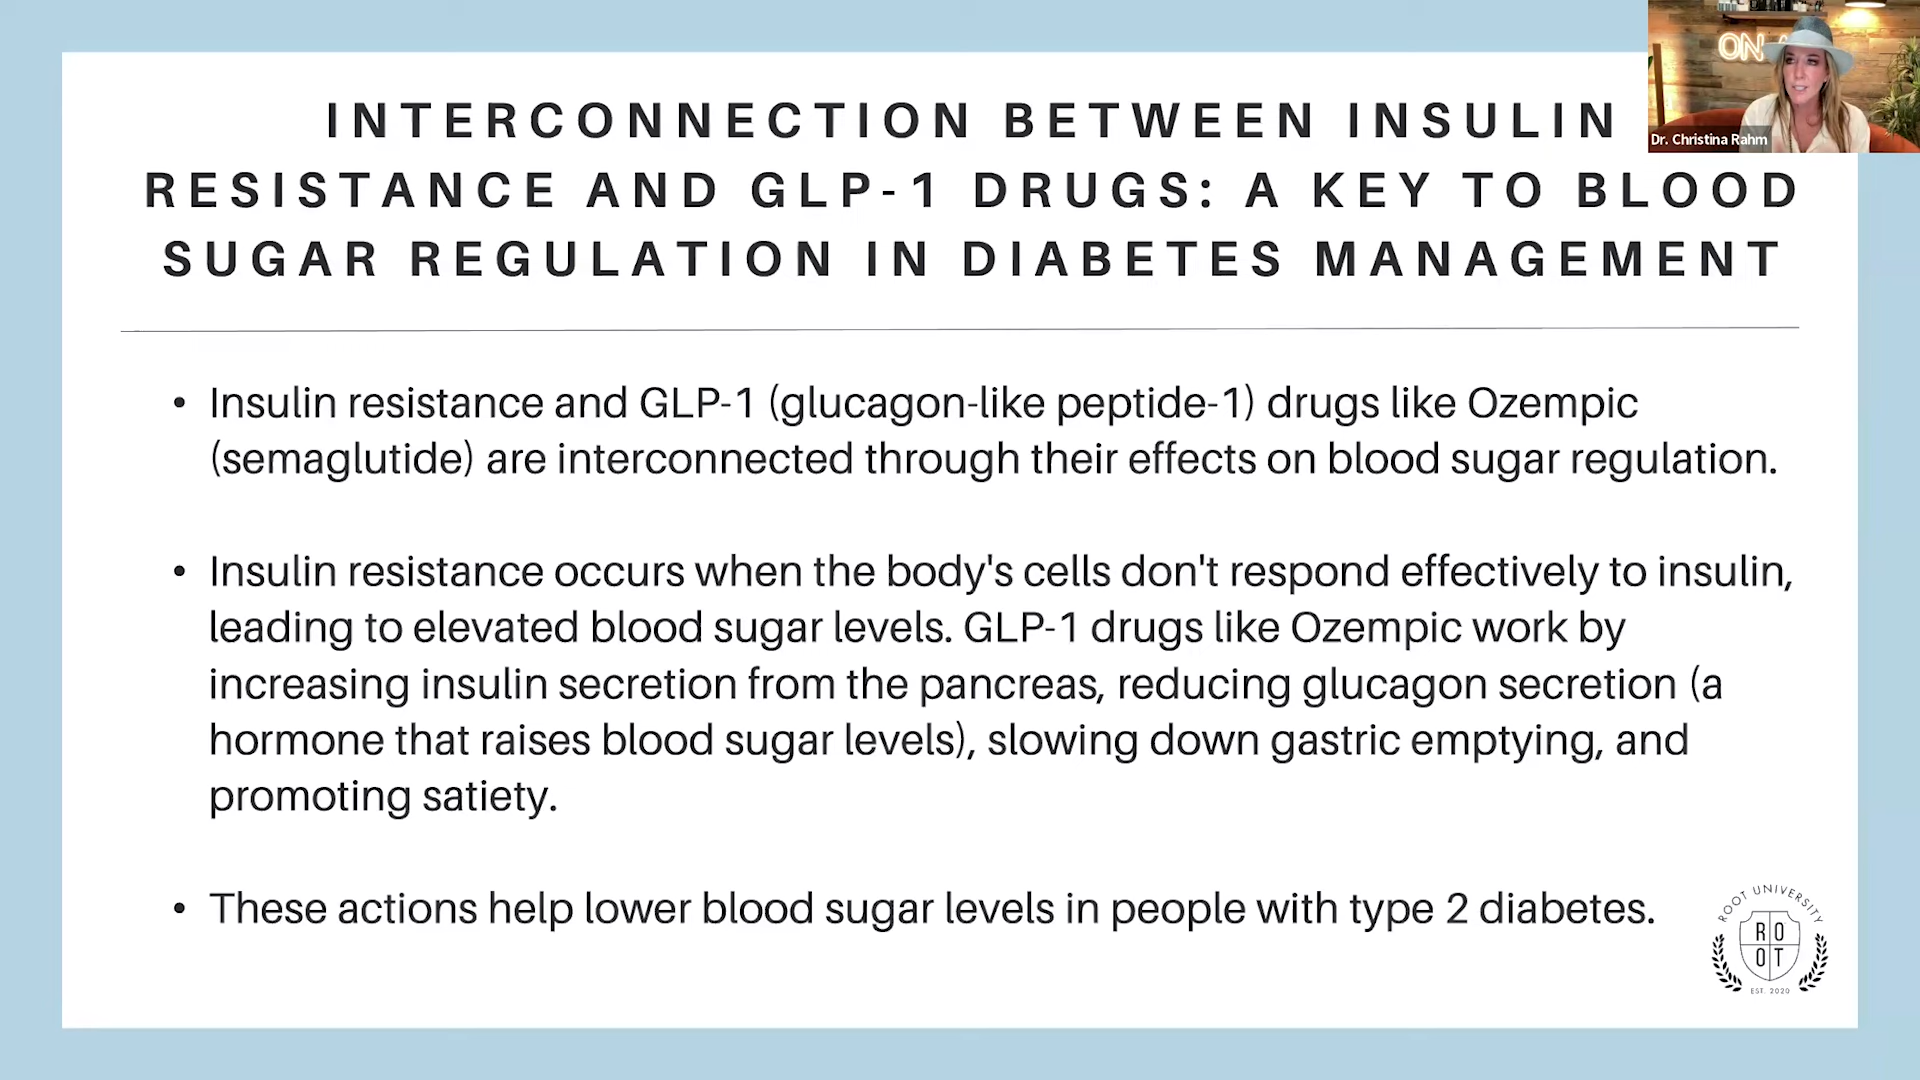 INTERCONNECTION BETWEEN INSULIN
RESISTANCE AND GLP-1 DRUGS: A KEY TO BLOOD
SUGAR REGULATION IN DIABETES MANAGEMENT
ON
Dr. Christina Rahm
• Insulin resistance and GLP-1 (glucagon-like peptide-1) drugs like Ozempic
(semaglutide) are interconnected through their effects on blood sugar regulation.
• Insulin resistance occurs when the body's cells don't respond effectively to insulin,
leading to elevated blood sugar levels. GLP-1 drugs like Ozempic work by
increasing insulin secretion from the pancreas, reducing glucagon secretion (a
hormone that raises blood sugar levels), slowing down gastric emptying, and
promoting satiety.
• These actions help lower blood sugar levels in people with type 2 diabetes.
ROOT UNIVERSITY
RO
OT
EST. 2020